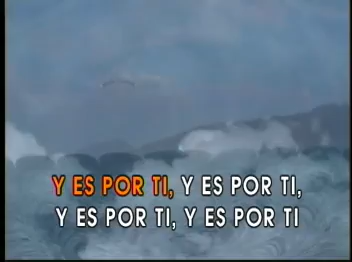 Y ES POR TI, Y ES POR TI,
Y ES POR TI, Y ES POR TI